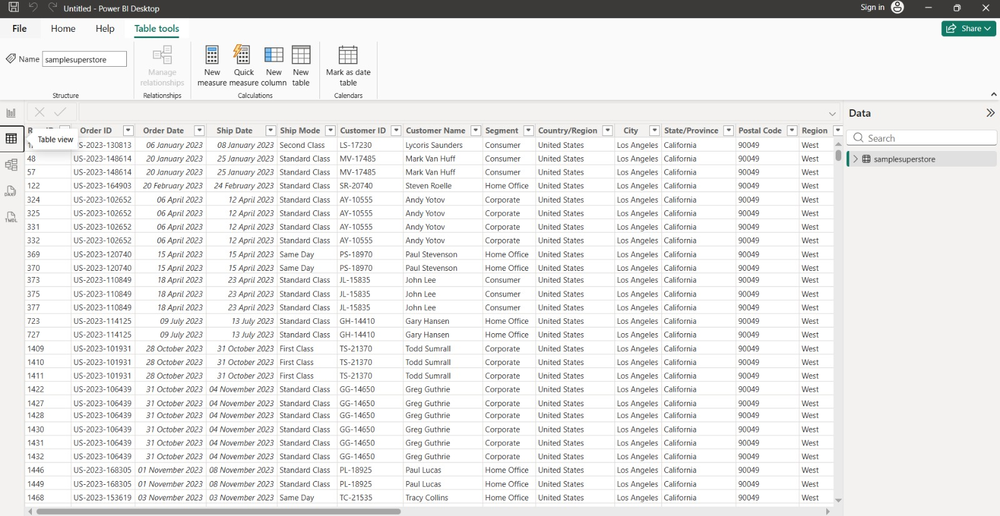 Untitled - Power BI Desktop
Sign in
File Home Help Table tools
Share
Name samplesuperstore
Manage relationships
New measure
Quick measure
New column
New table
Mark as date table
Structure Relationships Calculations Calendars
Data
Search
samplesuperstore
Table view
DAX
TMDL
Order ID Order Date Ship Date Ship Mode Customer ID Customer Name Segment Country/Region City State/Province Postal Code Region
S-2023-130813 06 January 2023 08 January 2023 Second Class LS-17230 Lycoris Saunders Consumer United States Los Angeles California 90049 West
48 US-2023-148614 20 January 2023 25 January 2023 Standard Class MV-17485 Mark Van Huff Consumer United States Los Angeles California 90049 West
57 US-2023-148614 20 January 2023 25 January 2023 Standard Class MV-17485 Mark Van Huff Consumer United States Los Angeles California 90049 West
122 US-2023-164903 20 February 2023 24 February 2023 Standard Class SR-20740 Steven Roelle Home Office United States Los Angeles California 90049 West
324 US-2023-102652 06 April 2023 12 April 2023 Standard Class AY-10555 Andy Yotov Corporate United States Los Angeles California 90049 West
325 US-2023-102652 06 April 2023 12 April 2023 Standard Class AY-10555 Andy Yotov Corporate United States Los Angeles California 90049 West
331 US-2023-102652 06 April 2023 12 April 2023 Standard Class AY-10555 Andy Yotov Corporate United States Los Angeles California 90049 West
332 US-2023-102652 06 April 2023 12 April 2023 Standard Class AY-10555 Andy Yotov Corporate United States Los Angeles California 90049 West
369 US-2023-120740 15 April 2023 15 April 2023 Same Day PS-18970 Paul Stevenson Home Office United States Los Angeles California 90049 West
370 US-2023-120740 15 April 2023 15 April 2023 Same Day PS-18970 Paul Stevenson Home Office United States Los Angeles California 90049 West
373 US-2023-110849 18 April 2023 23 April 2023 Standard Class JL-15835 John Lee Consumer United States Los Angeles California 90049 West
375 US-2023-110849 18 April 2023 23 April 2023 Standard Class JL-15835 John Lee Consumer United States Los Angeles California 90049 West
377 US-2023-110849 18 April 2023 23 April 2023 Standard Class JL-15835 John Lee Consumer United States Los Angeles California 90049 West
723 US-2023-114125 09 July 2023 13 July 2023 Standard Class GH-14410 Gary Hansen Home Office United States Los Angeles California 90049 West
727 US-2023-114125 09 July 2023 13 July 2023 Standard Class GH-14410 Gary Hansen Home Office United States Los Angeles California 90049 West
1409 US-2023-101931 28 October 2023 31 October 2023 First Class TS-21370 Todd Sumrall Corporate United States Los Angeles California 90049 West
1410 US-2023-101931 28 October 2023 31 October 2023 First Class TS-21370 Todd Sumrall Corporate United States Los Angeles California 90049 West
1411 US-2023-101931 28 October 2023 31 October 2023 First Class TS-21370 Todd Sumrall Corporate United States Los Angeles California 90049 West
1422 US-2023-106439 31 October 2023 04 November 2023 Standard Class GG-14650 Greg Guthrie Corporate United States Los Angeles California 90049 West
1427 US-2023-106439 31 October 2023 04 November 2023 Standard Class GG-14650 Greg Guthrie Corporate United States Los Angeles California 90049 West
1428 US-2023-106439 31 October 2023 04 November 2023 Standard Class GG-14650 Greg Guthrie Corporate United States Los Angeles California 90049 West
1430 US-2023-106439 31 October 2023 04 November 2023 Standard Class GG-14650 Greg Guthrie Corporate United States Los Angeles California 90049 West
1431 US-2023-106439 31 October 2023 04 November 2023 Standard Class GG-14650 Greg Guthrie Corporate United States Los Angeles California 90049 West
1432 US-2023-106439 31 October 2023 04 November 2023 Standard Class GG-14650 Greg Guthrie Corporate United States Los Angeles California 90049 West
1446 US-2023-168305 01 November 2023 08 November 2023 Standard Class PL-18925 Paul Lucas Home Office United States Los Angeles California 90049 West
1449 US-2023-168305 01 November 2023 08 November 2023 Standard Class PL-18925 Paul Lucas Home Office United States Los Angeles California 90049 West
1468 US-2023-153619 03 November 2023 03 November 2023 Same Day TC-21535 Tracy Collins Home Office United States Los Angeles California 90049 West